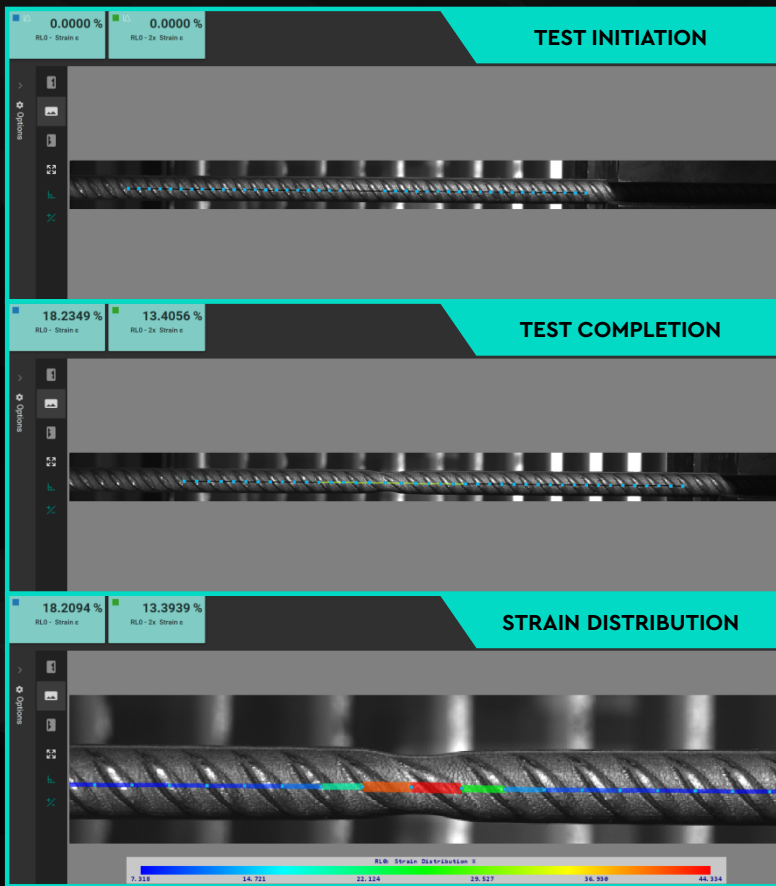 0.0000 % 0.0000 %
RL0 - Strain ε RL0 - 2x Strain ε
TEST INITIATION
Options
18.2349 % 13.4056 %
RL0 - Strain ε RL0 - 2x Strain ε
TEST COMPLETION
Options
18.2094 % 13.3939 %
RL0 - Strain ε RL0 - 2x Strain ε
STRAIN DISTRIBUTION
Options
RL0: Strain Distribution %
7.318 14.721 22.124 29.527 36.930 44.334